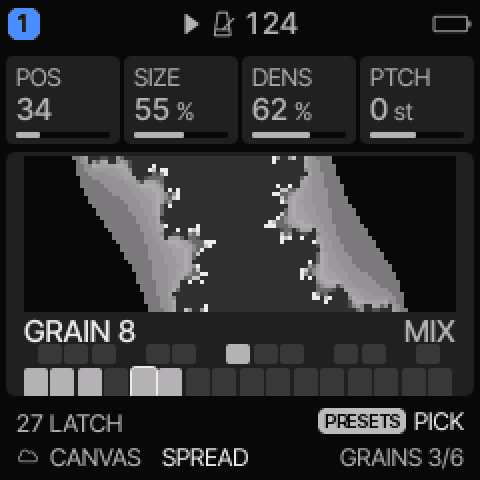 1 124
POS SIZE DENS PTCH
34 55 % 62 % 0 st
GRAIN 8 MIX
27 LATCH PRESETS PICK
CANVAS SPREAD GRAINS 3/6